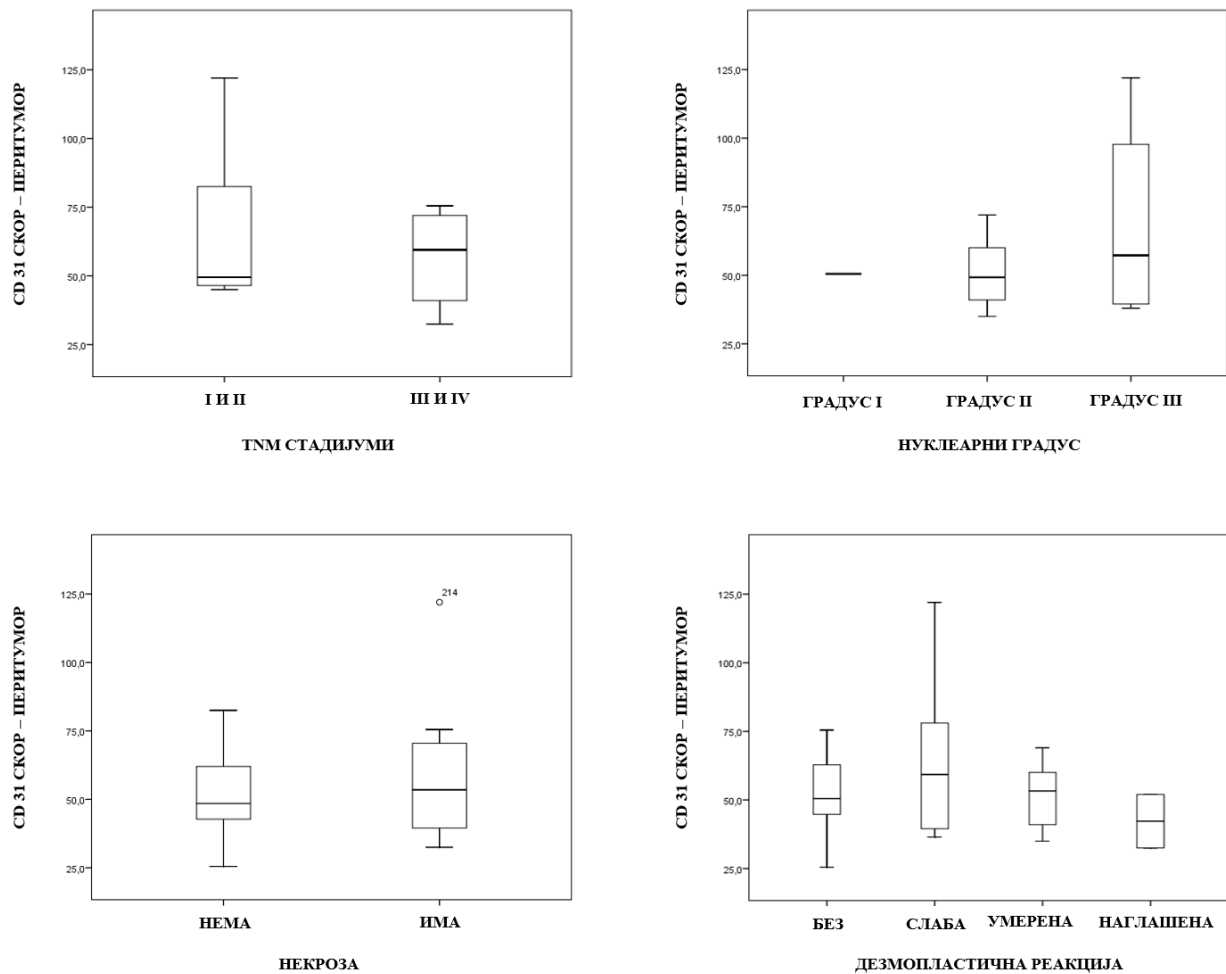 CD 31 СКОР – ПЕРИТУМОР
125,0
100,0
75,0
50,0
25,0
I И II
III И IV
TNM СТАДИЈУМИ
CD 31 СКОР – ПЕРИТУМОР
125,0
100,0
75,0
50,0
25,0
ГРАДУС I
ГРАДУС II
ГРАДУС III
НУКЛЕАРНИ ГРАДУС
CD 31 СКОР – ПЕРИТУМОР
125,0
100,0
75,0
50,0
25,0
214
НЕМА
ИМА
НЕКРОЗА
CD 31 СКОР – ПЕРИТУМОР
125,0
100,0
75,0
50,0
25,0
БЕЗ
СЛАБА
УМЕРЕНА
НАГЛАШЕНА
ДЕЗМОПЛАСТИЧНА РЕАКЦИЈА